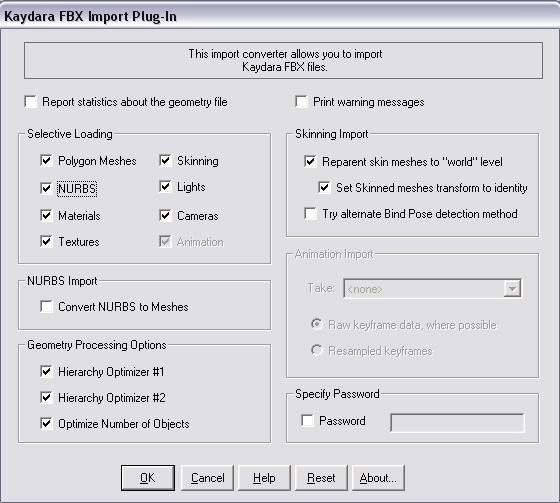 Kaydara FBX Import Plug-In
This import converter allows you to import
Kaydara FBX files.
Report statistics about the geometry file
Print warning messages
Selective Loading
Polygon Meshes
Skinning
NURBS
Lights
Materials
Cameras
Textures
Animation
NURBS Import
Convert NURBS to Meshes
Geometry Processing Options
Hierarchy Optimizer #1
Hierarchy Optimizer #2
Optimize Number of Objects
Skinning Import
Reparent skin meshes to "world" level
Set Skinned meshes transform to identity
Try alternate Bind Pose detection method
Animation Import
Take: <none>
Raw keyframe data, where possible
Resampled keyframes
Specify Password
Password
OK Cancel Help Reset About...